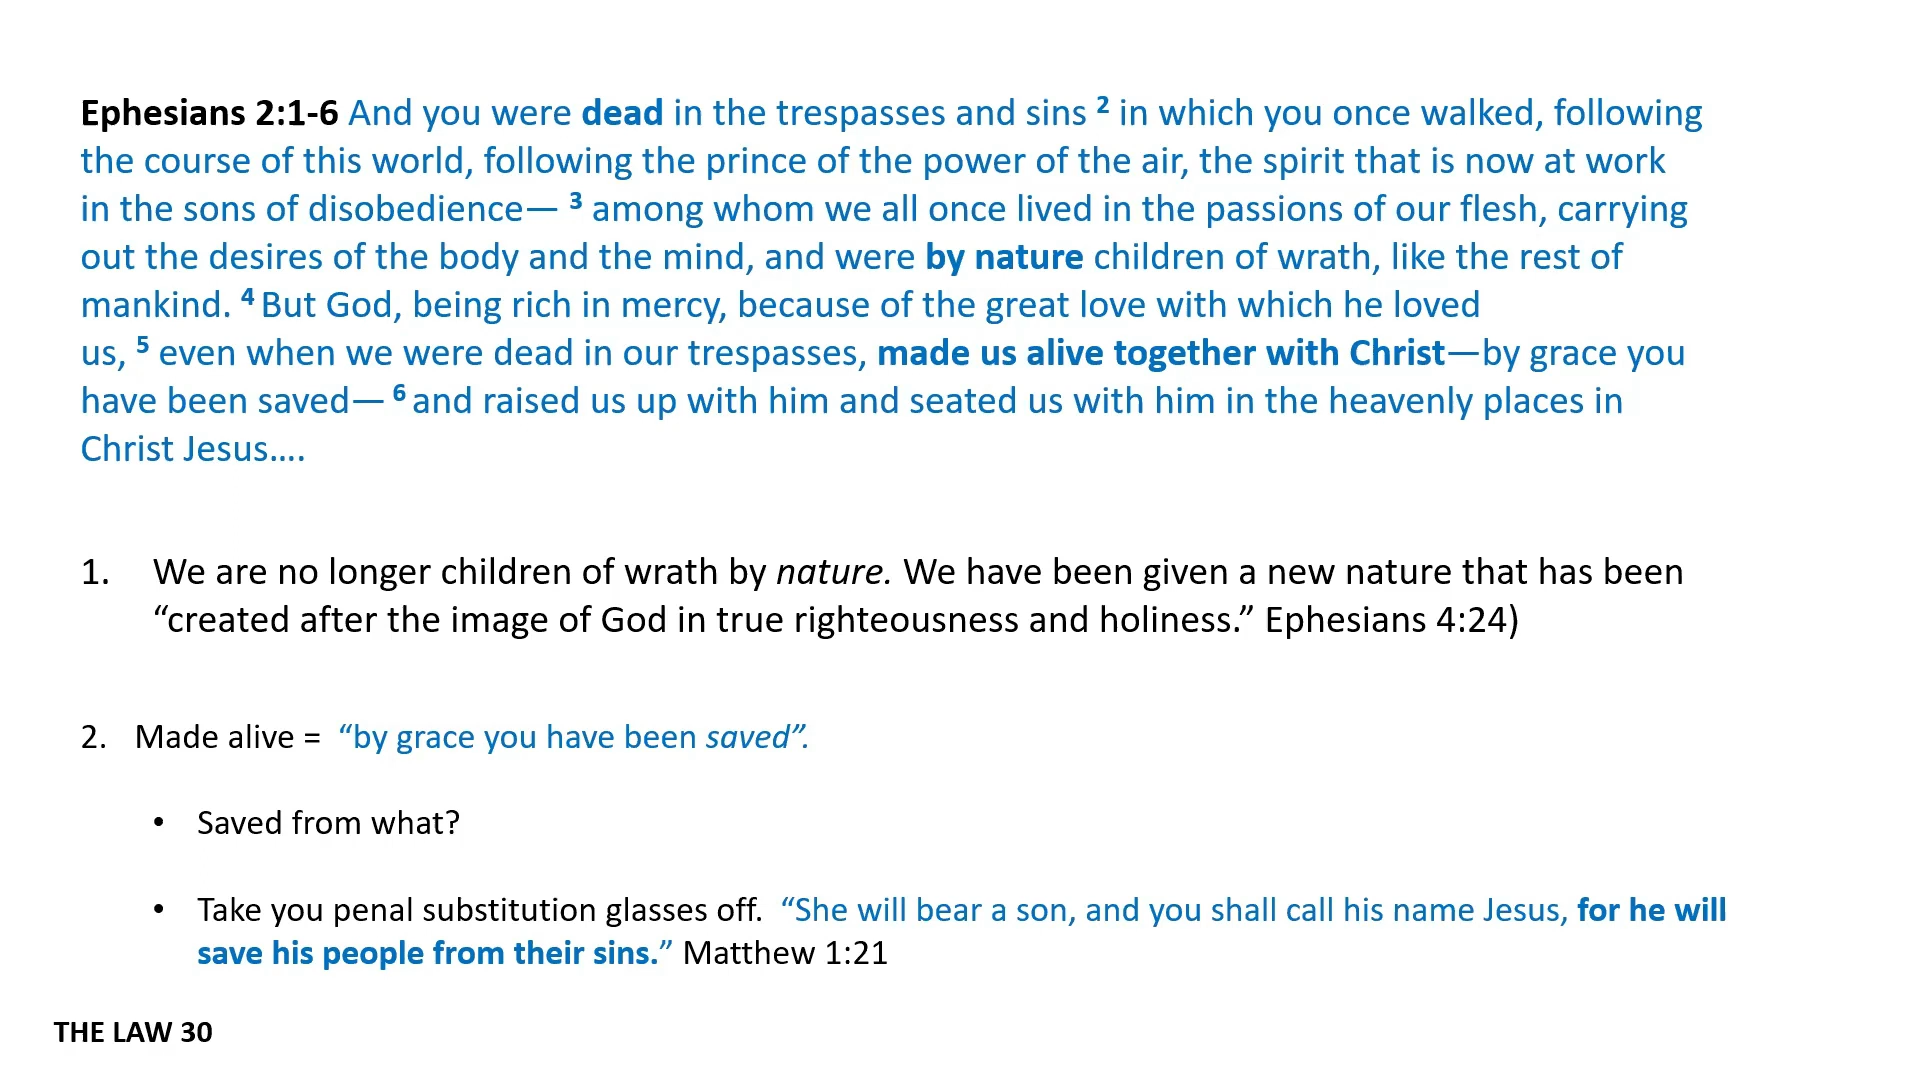 Ephesians 2:1-6 And you were dead in the trespasses and sins 2 in which you once walked, following
the course of this world, following the prince of the power of the air, the spirit that is now at work
in the sons of disobedience— 3 among whom we all once lived in the passions of our flesh, carrying
out the desires of the body and the mind, and were by nature children of wrath, like the rest of
mankind. 4 But God, being rich in mercy, because of the great love with which he loved
us, 5 even when we were dead in our trespasses, made us alive together with Christ—by grace you
have been saved— 6 and raised us up with him and seated us with him in the heavenly places in
Christ Jesus….
1. We are no longer children of wrath by nature. We have been given a new nature that has been
“created after the image of God in true righteousness and holiness.” Ephesians 4:24)
2. Made alive = “by grace you have been saved”.
• Saved from what?
• Take you penal substitution glasses off. “She will bear a son, and you shall call his name Jesus, for he will
save his people from their sins.” Matthew 1:21
THE LAW 30